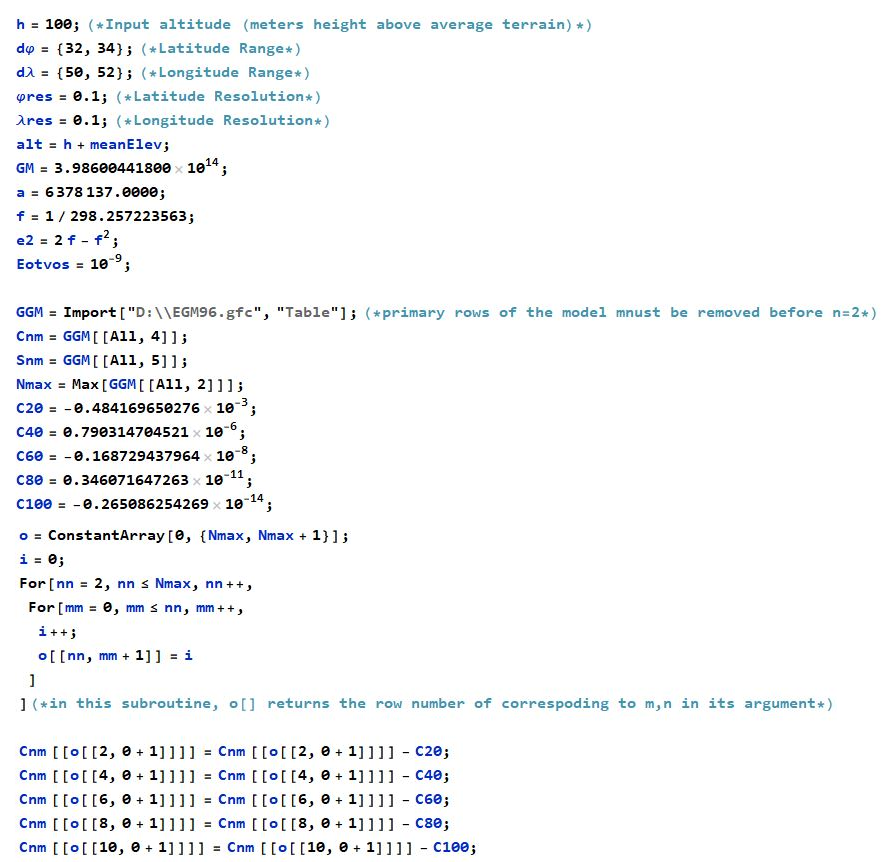 h = 100; (*Input altitude (meters height above average terrain)*)
dφ = {32, 34}; (*Latitude Range*)
dλ = {50, 52}; (*Longitude Range*)
φres = 0.1; (*Latitude Resolution*)
λres = 0.1; (*Longitude Resolution*)
alt = h + meanElev;
GM = 3.98600441800 × 10^14;
a = 6 378 137.0000;
f = 1 / 298.257223563;
e2 = 2 f - f^2;
Eotvos = 10^-9;
GGM = Import["D:\\EGM96.gfc", "Table"]; (*primary rows of the model mnust be removed before n=2*)
Cnm = GGM[[All, 4]];
Snm = GGM[[All, 5]];
Nmax = Max[GGM[[All, 2]]];
C20 = -0.484169650276 × 10^-3;
C40 = 0.790314704521 × 10^-6;
C60 = -0.168729437964 × 10^-8;
C80 = 0.346071647263 × 10^-11;
C100 = -0.265086254269 × 10^-14;
o = ConstantArray[0, {Nmax, Nmax + 1}];
i = 0;
For[nn = 2, nn ≤ Nmax, nn++,
For[mm = 0, mm ≤ nn, mm++,
i++;
o[[nn, mm + 1]] = i
]
] (*in this subroutine, o[] returns the row number of correspoding to m,n in its argument*)
Cnm [[o[[2, 0 + 1]]]] = Cnm [[o[[2, 0 + 1]]]] - C20;
Cnm [[o[[4, 0 + 1]]]] = Cnm [[o[[4, 0 + 1]]]] - C40;
Cnm [[o[[6, 0 + 1]]]] = Cnm [[o[[6, 0 + 1]]]] - C60;
Cnm [[o[[8, 0 + 1]]]] = Cnm [[o[[8, 0 + 1]]]] - C80;
Cnm [[o[[10, 0 + 1]]]] = Cnm [[o[[10, 0 + 1]]]] - C100;